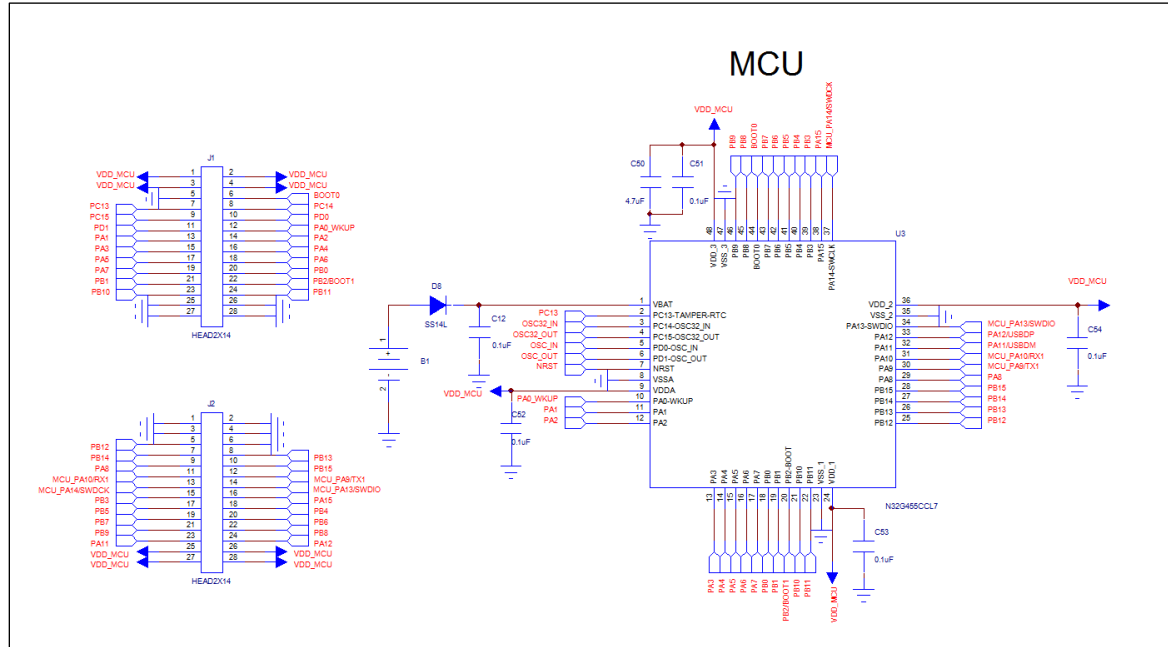 MCU
VDD_MCU
PB9
PB8
BOOT0
PB7
PB6
PB5
PB4
PB3
PA15
MCU_PA14/SWDCK
C50
4.7uF
C51
0.1uF
48 47 46 45 44 43 42 41 40 39 38 37
VDD_3
VSS_3
PB9
PB8
BOOT0
PB7
PB6
PB5
PB4
PB3
PA15
PA14-SWCLK
U3
J1
VDD_MCU 1 2 VDD_MCU
VDD_MCU 3 4 VDD_MCU
5 6 BOOT0
PC13 7 8 PC14
PC15 9 10 PD0
PD1 11 12 PA0_WKUP
PA1 13 14 PA2
PA3 15 16 PA4
PA5 17 18 PA6
PA7 19 20 PB0
PB1 21 22 PB2/BOOT1
PB10 23 24 PB11
25 26
27 28
HEAD2X14
D8
SS14L
C12
0.1uF
1
+
B1
-
2
PC13
OSC32_IN
OSC32_OUT
OSC_IN
OSC_OUT
NRST
VDD_MCU
PA0_WKUP
PA1
PA2
C52
0.1uF
1 VBAT
2 PC13-TAMPER-RTC
3 PC14-OSC32_IN
4 PC15-OSC32_OUT
5 PD0-OSC_IN
6 PD1-OSC_OUT
7 NRST
8 VSSA
9 VDDA
10 PA0-WKUP
11 PA1
12 PA2
VDD_2 36
VSS_2 35
PA13-SWDIO 34
PA12 33
PA11 32
PA10 31
PA9 30
PA8 29
PB15 28
PB14 27
PB13 26
PB12 25
VDD_MCU
MCU_PA13/SWDIO
PA12/USBDP
PA11/USBDM
MCU_PA10/RX1
MCU_PA9/TX1
PA8
PB15
PB14
PB13
PB12
C54
0.1uF
J2
1 2
3 4
PB12 5 6
PB14 7 8 PB13
PA8 9 10 PB15
MCU_PA10/RX1 11 12 MCU_PA9/TX1
MCU_PA14/SWDCK 13 14 MCU_PA13/SWDIO
PB3 15 16 PA15
PB5 17 18 PB4
PB7 19 20 PB6
PB9 21 22 PB8
PA11 23 24 PA12
VDD_MCU 25 26 VDD_MCU
VDD_MCU 27 28 VDD_MCU
HEAD2X14
PA3
PA4
PA5
PA6
PA7
PB0
PB1
PB2-BOOT
PB10
PB11
VSS_1
VDD_1
13 14 15 16 17 18 19 20 21 22 23 24
N32G455CCL7
C53
0.1uF
PA3
PA4
PA5
PA6
PA7
PB0
PB1
PB2/BOOT1
PB10
PB11
VDD_MCU